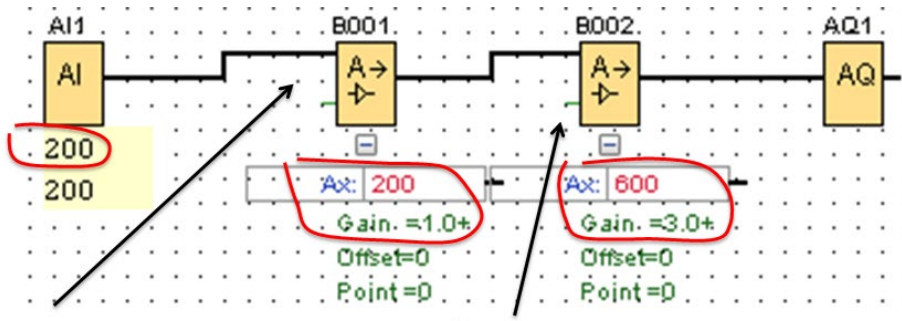 AI1 B001 B002 AQ1
AI A→ A→ AQ
200
200
Ax: 200 Ax: 600
Gain =1.0+ Gain =3.0+
Offset=0 Offset=0
Point=0 Point=0